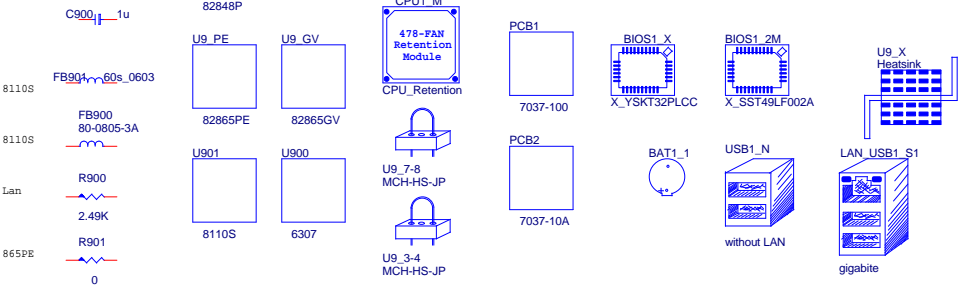 82848P
CPU1_M
C900 1u
PCB1
U9_PE U9_GV
478-FAN
Retention
Module
BIOS1_X BIOS1_2M
U9_X
Heatsink
FB901 60s_0603
8110S
CPU_Retention
X_YSKT32PLCC X_SST49LF002A
7037-100
82865PE 82865GV
FB900
80-0805-3A
8110S
PCB2
U901 U900
BAT1_1
USB1_N
LAN_USB1_S1
U9_7-8
MCH-HS-JP
R900
Lan
2.49K
7037-10A
8110S 6307
R901
without LAN
865PE
U9_3-4
MCH-HS-JP
gigabite
0